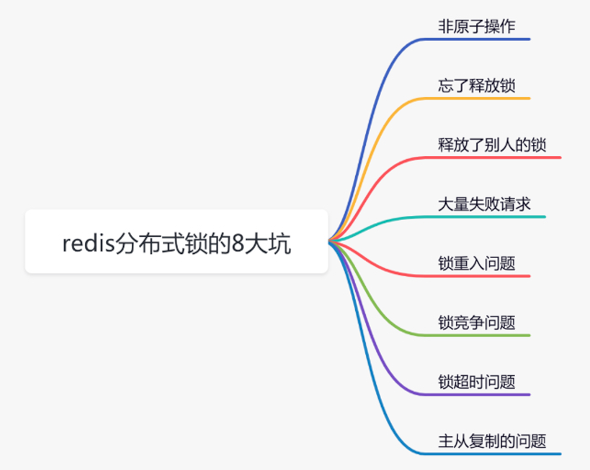 redis分布式锁的8大坑
非原子操作
忘了释放锁
释放了别人的锁
大量失败请求
锁重入问题
锁竞争问题
锁超时问题
主从复制的问题